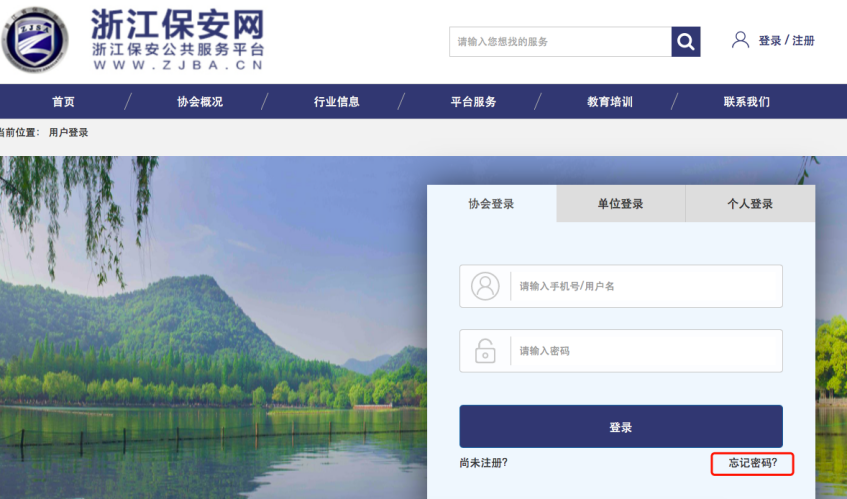 浙江保安网
浙江保安公共服务平台
WWW.ZJBA.CN
请输入您想找的服务
登录 / 注册
首页 / 协会概况 / 行业信息 / 平台服务 / 教育培训 / 联系我们
当前位置： 用户登录
协会登录 单位登录 个人登录
请输入手机号/用户名
请输入密码
登录
尚未注册? 忘记密码?